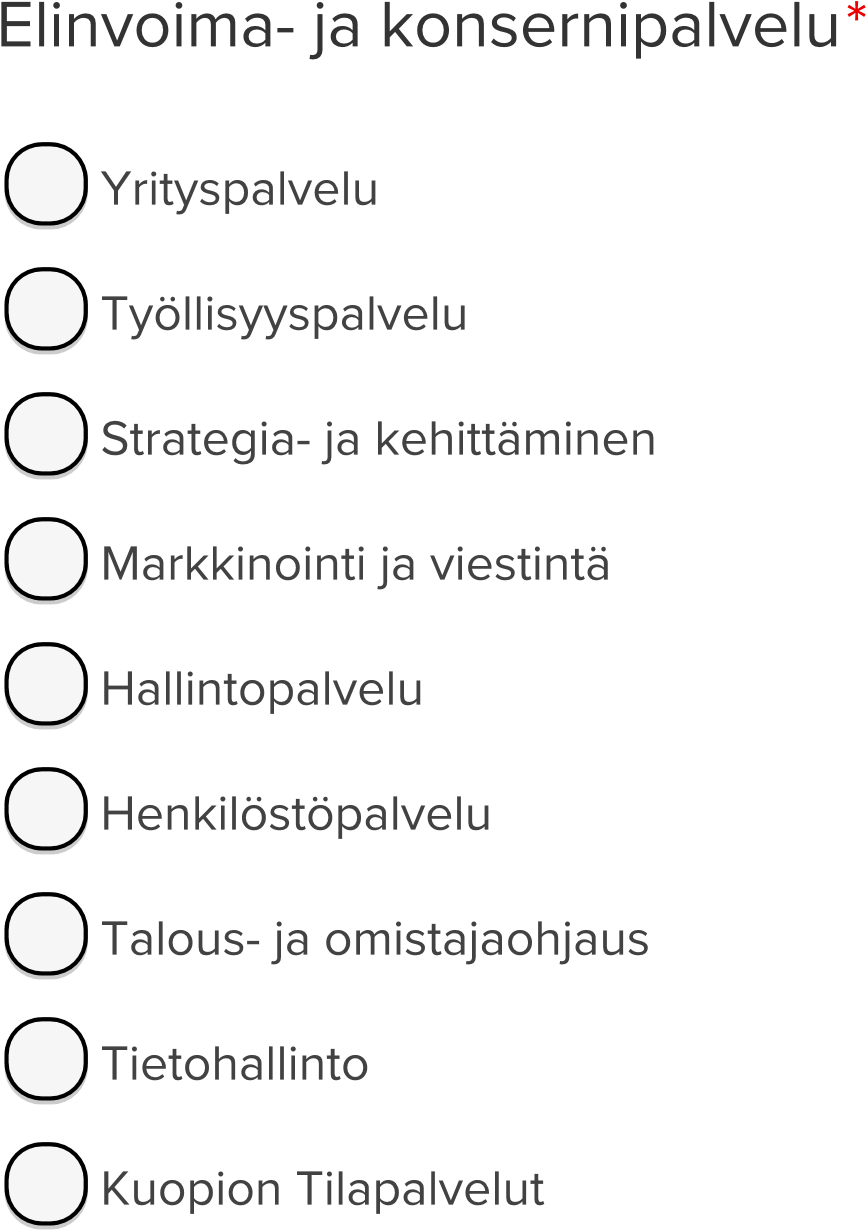 Elinvoima- ja konsernipalvelu*
Yrityspalvelu
Työllisyyspalvelu
Strategia- ja kehittäminen
Markkinointi ja viestintä
Hallintopalvelu
Henkilöstöpalvelu
Talous- ja omistajaohjaus
Tietohallinto
Kuopion Tilapalvelut